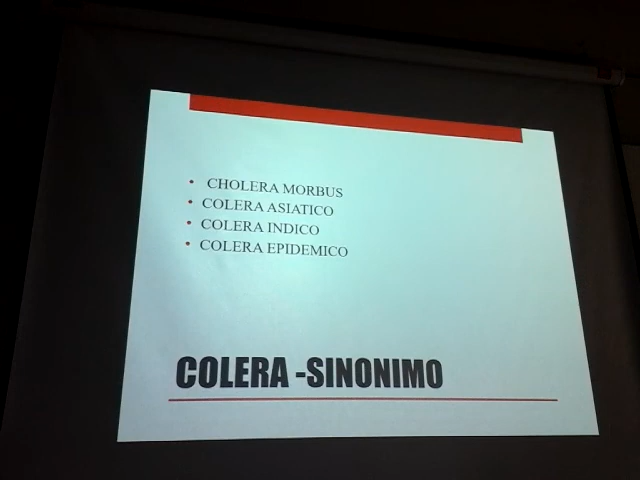 • CHOLERA MORBUS
• COLERA ASIATICO
• COLERA INDICO
• COLERA EPIDEMICO
COLERA -SINONIMO